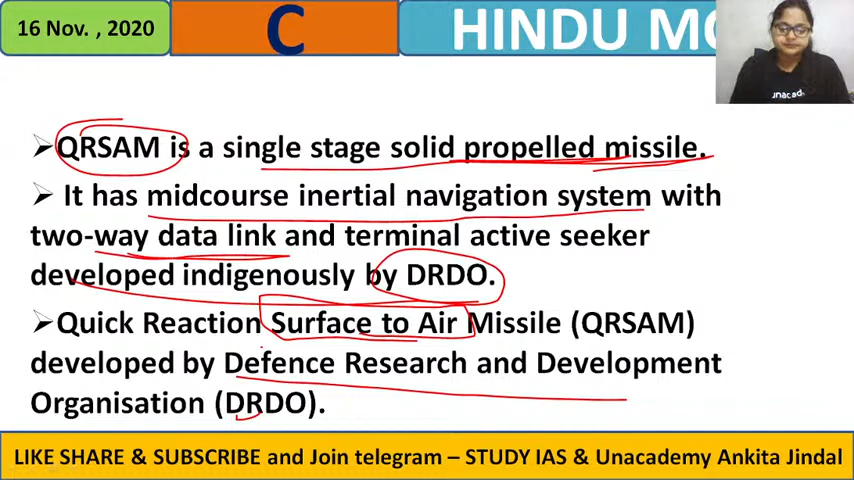 16 Nov. , 2020
C
HINDU MO
unacad
➢QRSAM is a single stage solid propelled missile.
➢ It has midcourse inertial navigation system with
two-way data link and terminal active seeker
developed indigenously by DRDO.
➢Quick Reaction Surface to Air Missile (QRSAM)
developed by Defence Research and Development
Organisation (DRDO).
LIKE SHARE & SUBSCRIBE and Join telegram – STUDY IAS & Unacademy Ankita Jindal